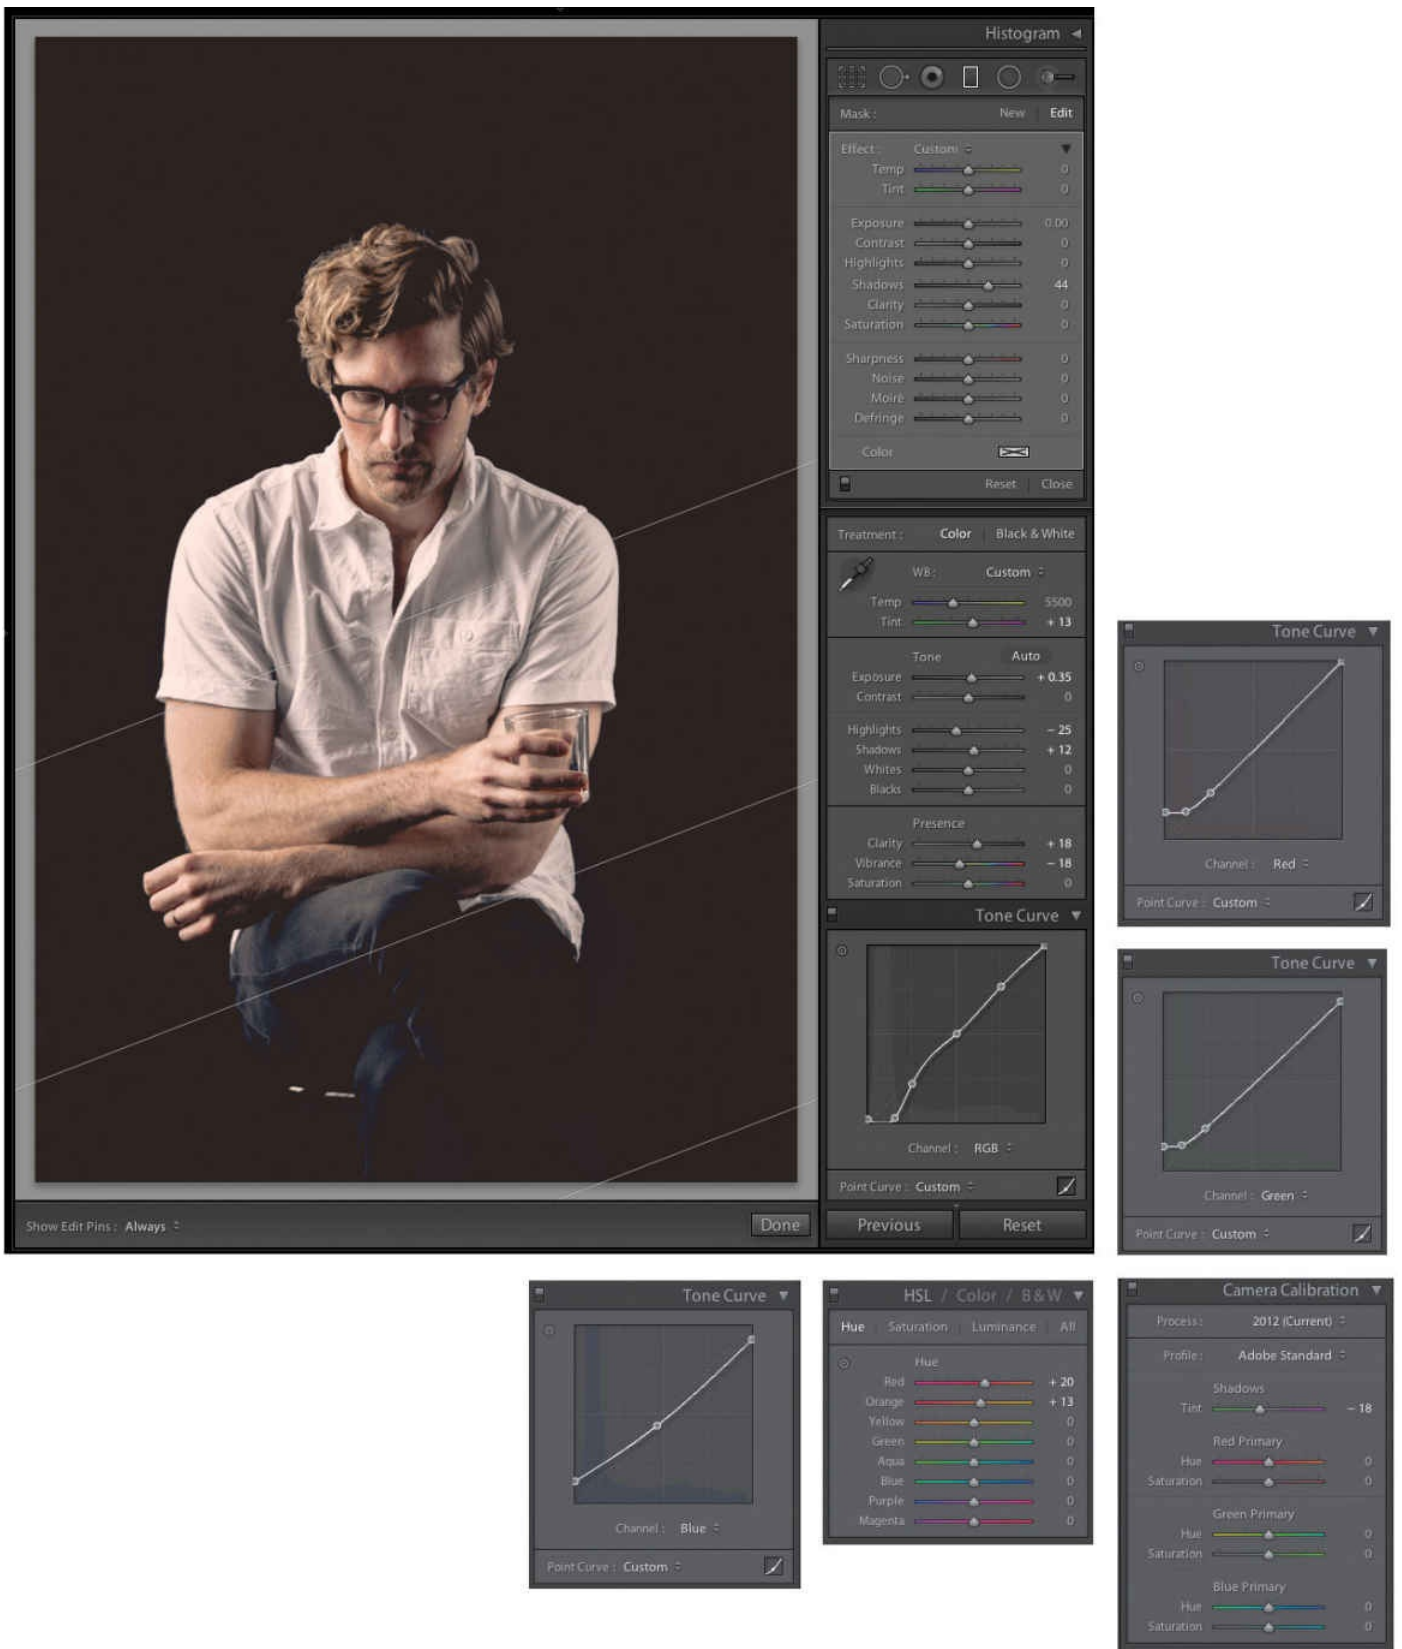 Histogram
Mask : New Edit
Effect : Custom
Temp 0
Tint 0
Exposure 0.00
Contrast 0
Highlights 0
Shadows 44
Clarity 0
Saturation 0
Sharpness 0
Noise 0
Moiré 0
Defringe 0
Color
Reset Close
Treatment : Color Black & White
WB : Custom
Temp 5500
Tint + 13
Tone Auto
Exposure + 0.35
Contrast 0
Highlights – 25
Shadows + 12
Whites 0
Blacks 0
Presence
Clarity + 18
Vibrance – 18
Saturation 0
Tone Curve
Channel : RGB
Point Curve : Custom
Previous Reset
Show Edit Pins : Always Done
Tone Curve
Channel : Red
Point Curve : Custom
Tone Curve
Channel : Green
Point Curve : Custom
Tone Curve
Channel : Blue
Point Curve : Custom
HSL / Color / B & W
Hue Saturation Luminance All
Hue
Red + 20
Orange + 13
Yellow 0
Green 0
Aqua 0
Blue 0
Purple 0
Magenta 0
Camera Calibration
Process : 2012 (Current)
Profile : Adobe Standard
Shadows
Tint – 18
Red Primary
Hue 0
Saturation 0
Green Primary
Hue 0
Saturation 0
Blue Primary
Hue 0
Saturation 0